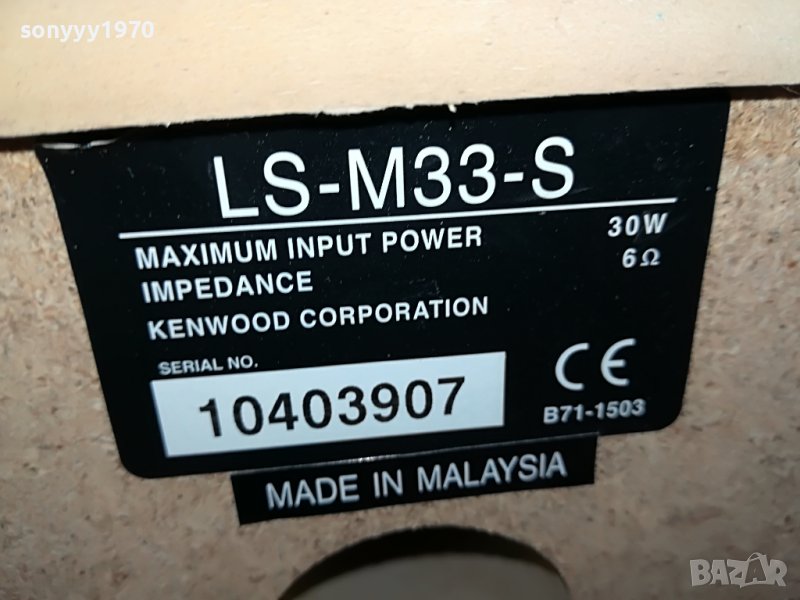 sonyyy1970
LS-M33-S
MAXIMUM INPUT POWER 30W
IMPEDANCE 6Ω
KENWOOD CORPORATION
SERIAL NO.
10403907
CE
B71-1503
MADE IN MALAYSIA
BAZAR